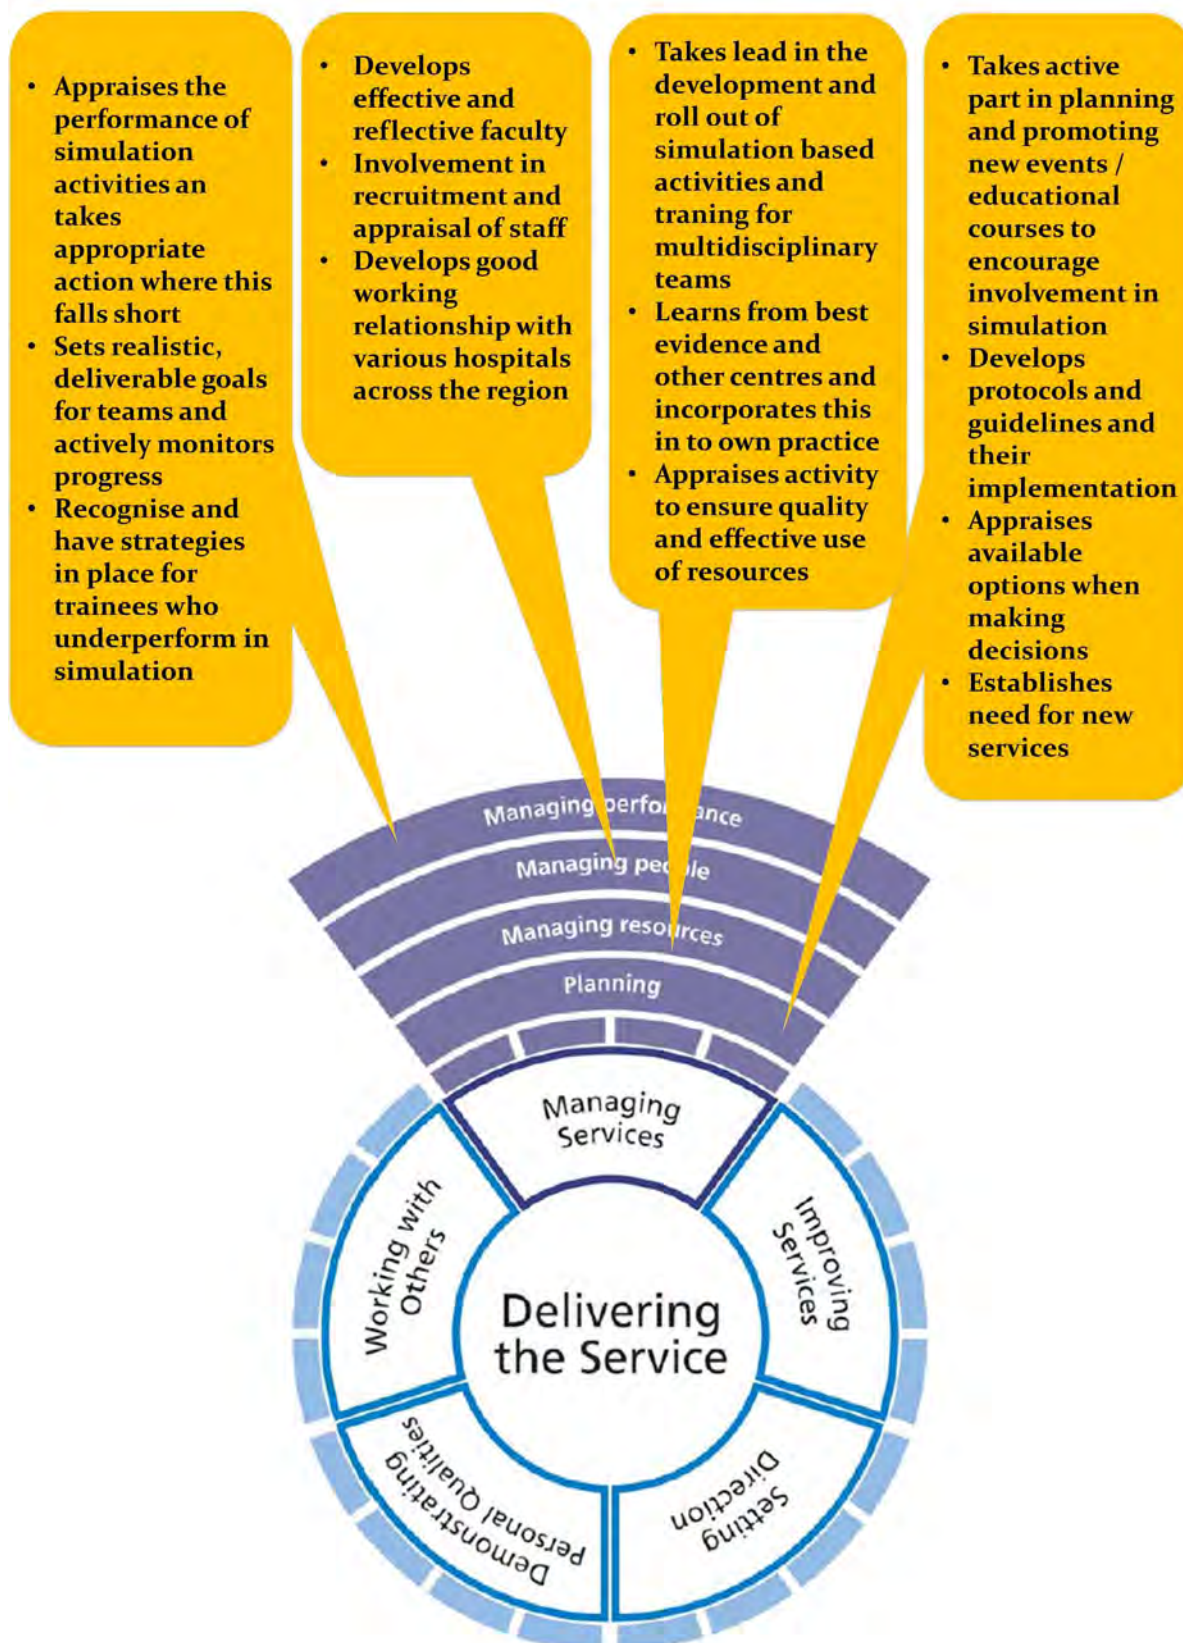 • Appraises the
performance of
simulation
activities an
takes
appropriate
action where this
falls short
• Sets realistic,
deliverable goals
for teams and
actively monitors
progress
• Recognise and
have strategies
in place for
trainees who
underperform in
simulation
• Develops
effective and
reflective faculty
• Involvement in
recruitment and
appraisal of staff
• Develops good
working
relationship with
various hospitals
across the region
• Takes lead in the
development and
roll out of
simulation based
activities and
traning for
multidisciplinary
teams
• Learns from best
evidence and
other centres and
incorporates this
in to own practice
• Appraises activity
to ensure quality
and effective use
of resources
• Takes active
part in planning
and promoting
new events /
educational
courses to
encourage
involvement in
simulation
• Develops
protocols and
guidelines and
their
implementation
• Appraises
available
options when
making
decisions
• Establishes
need for new
services
Managing performance
Managing people
Managing resources
Planning
Managing
Services
Working with
Others
Improving
Services
Delivering
the Service
Demonstrating
Personal Qualities
Setting
Direction